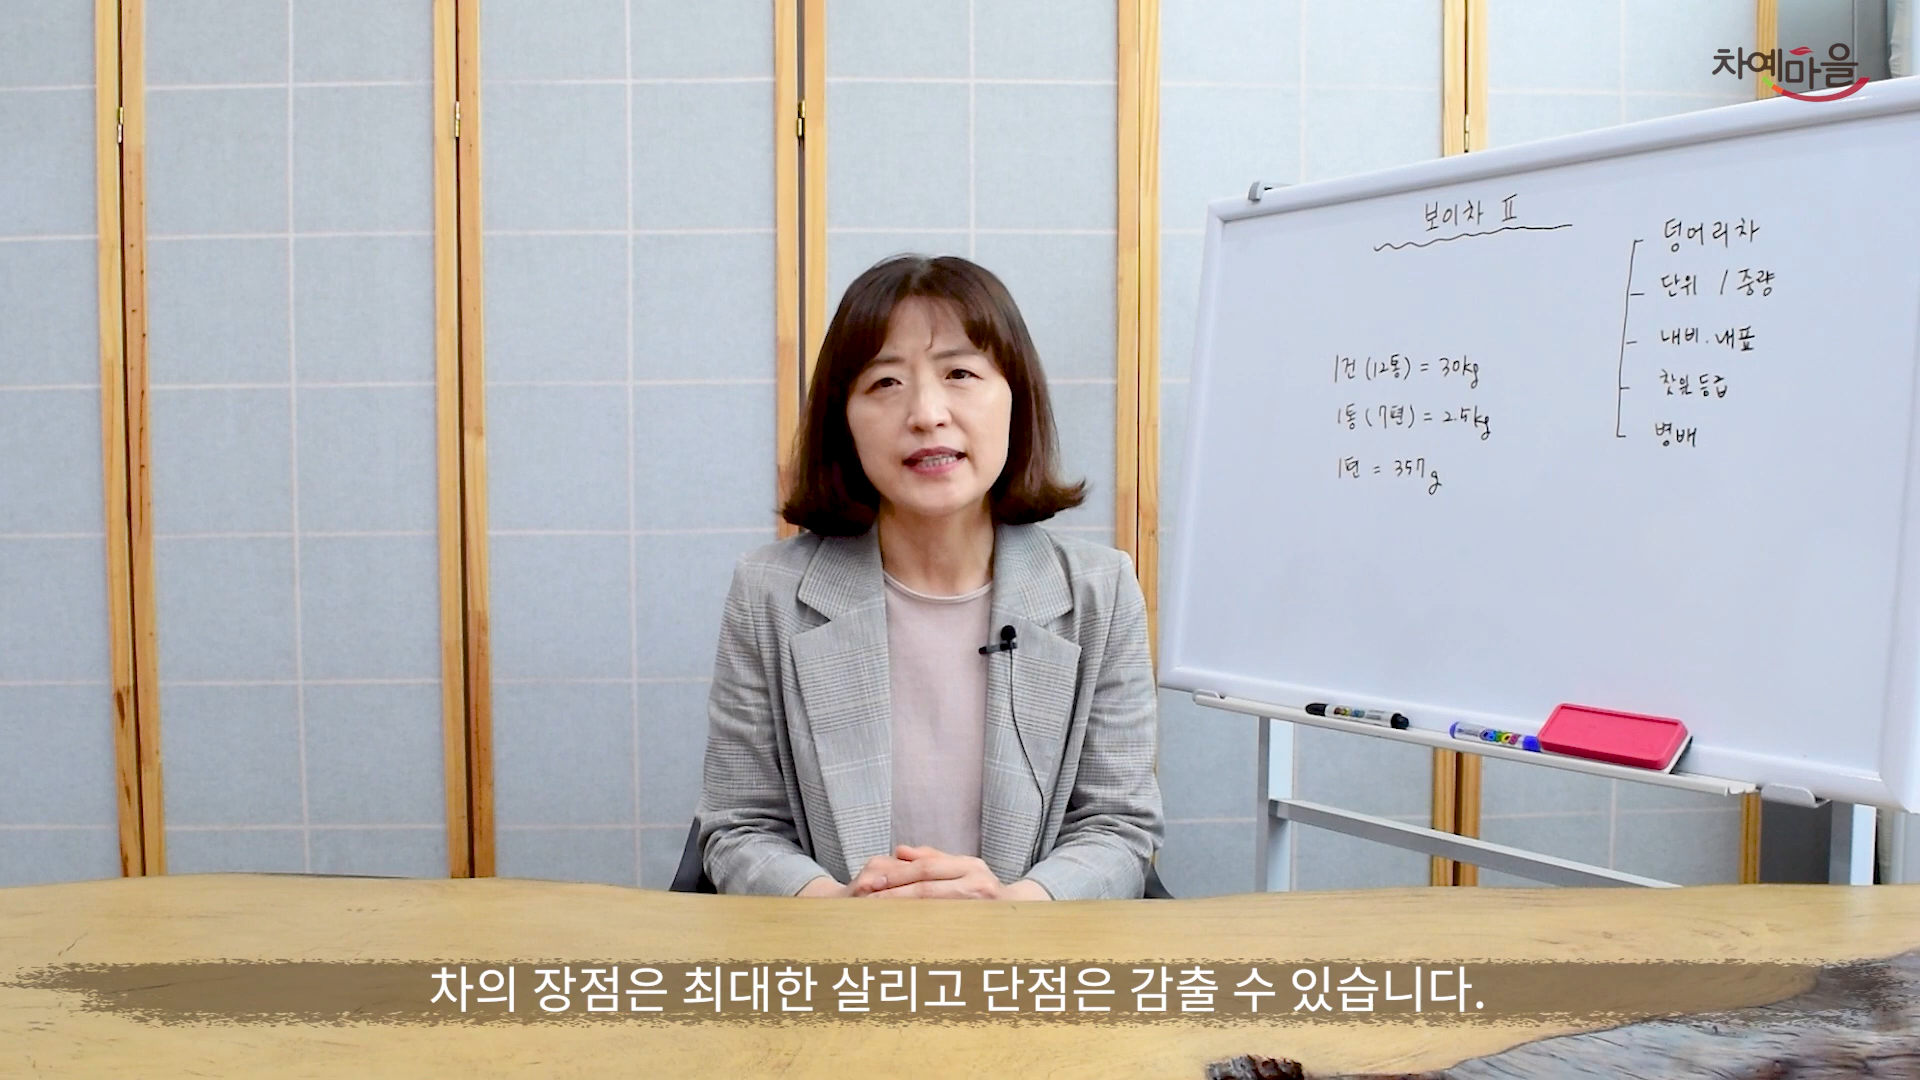 차예마을
보이차 Ⅱ
덩어리차
단위 / 중량
내비.내표
찻잎등급
병배
1건 (12통) = 30kg
1통 (7편) = 2.5kg
1편 = 357g
차의 장점은 최대한 살리고 단점은 감출 수 있습니다.